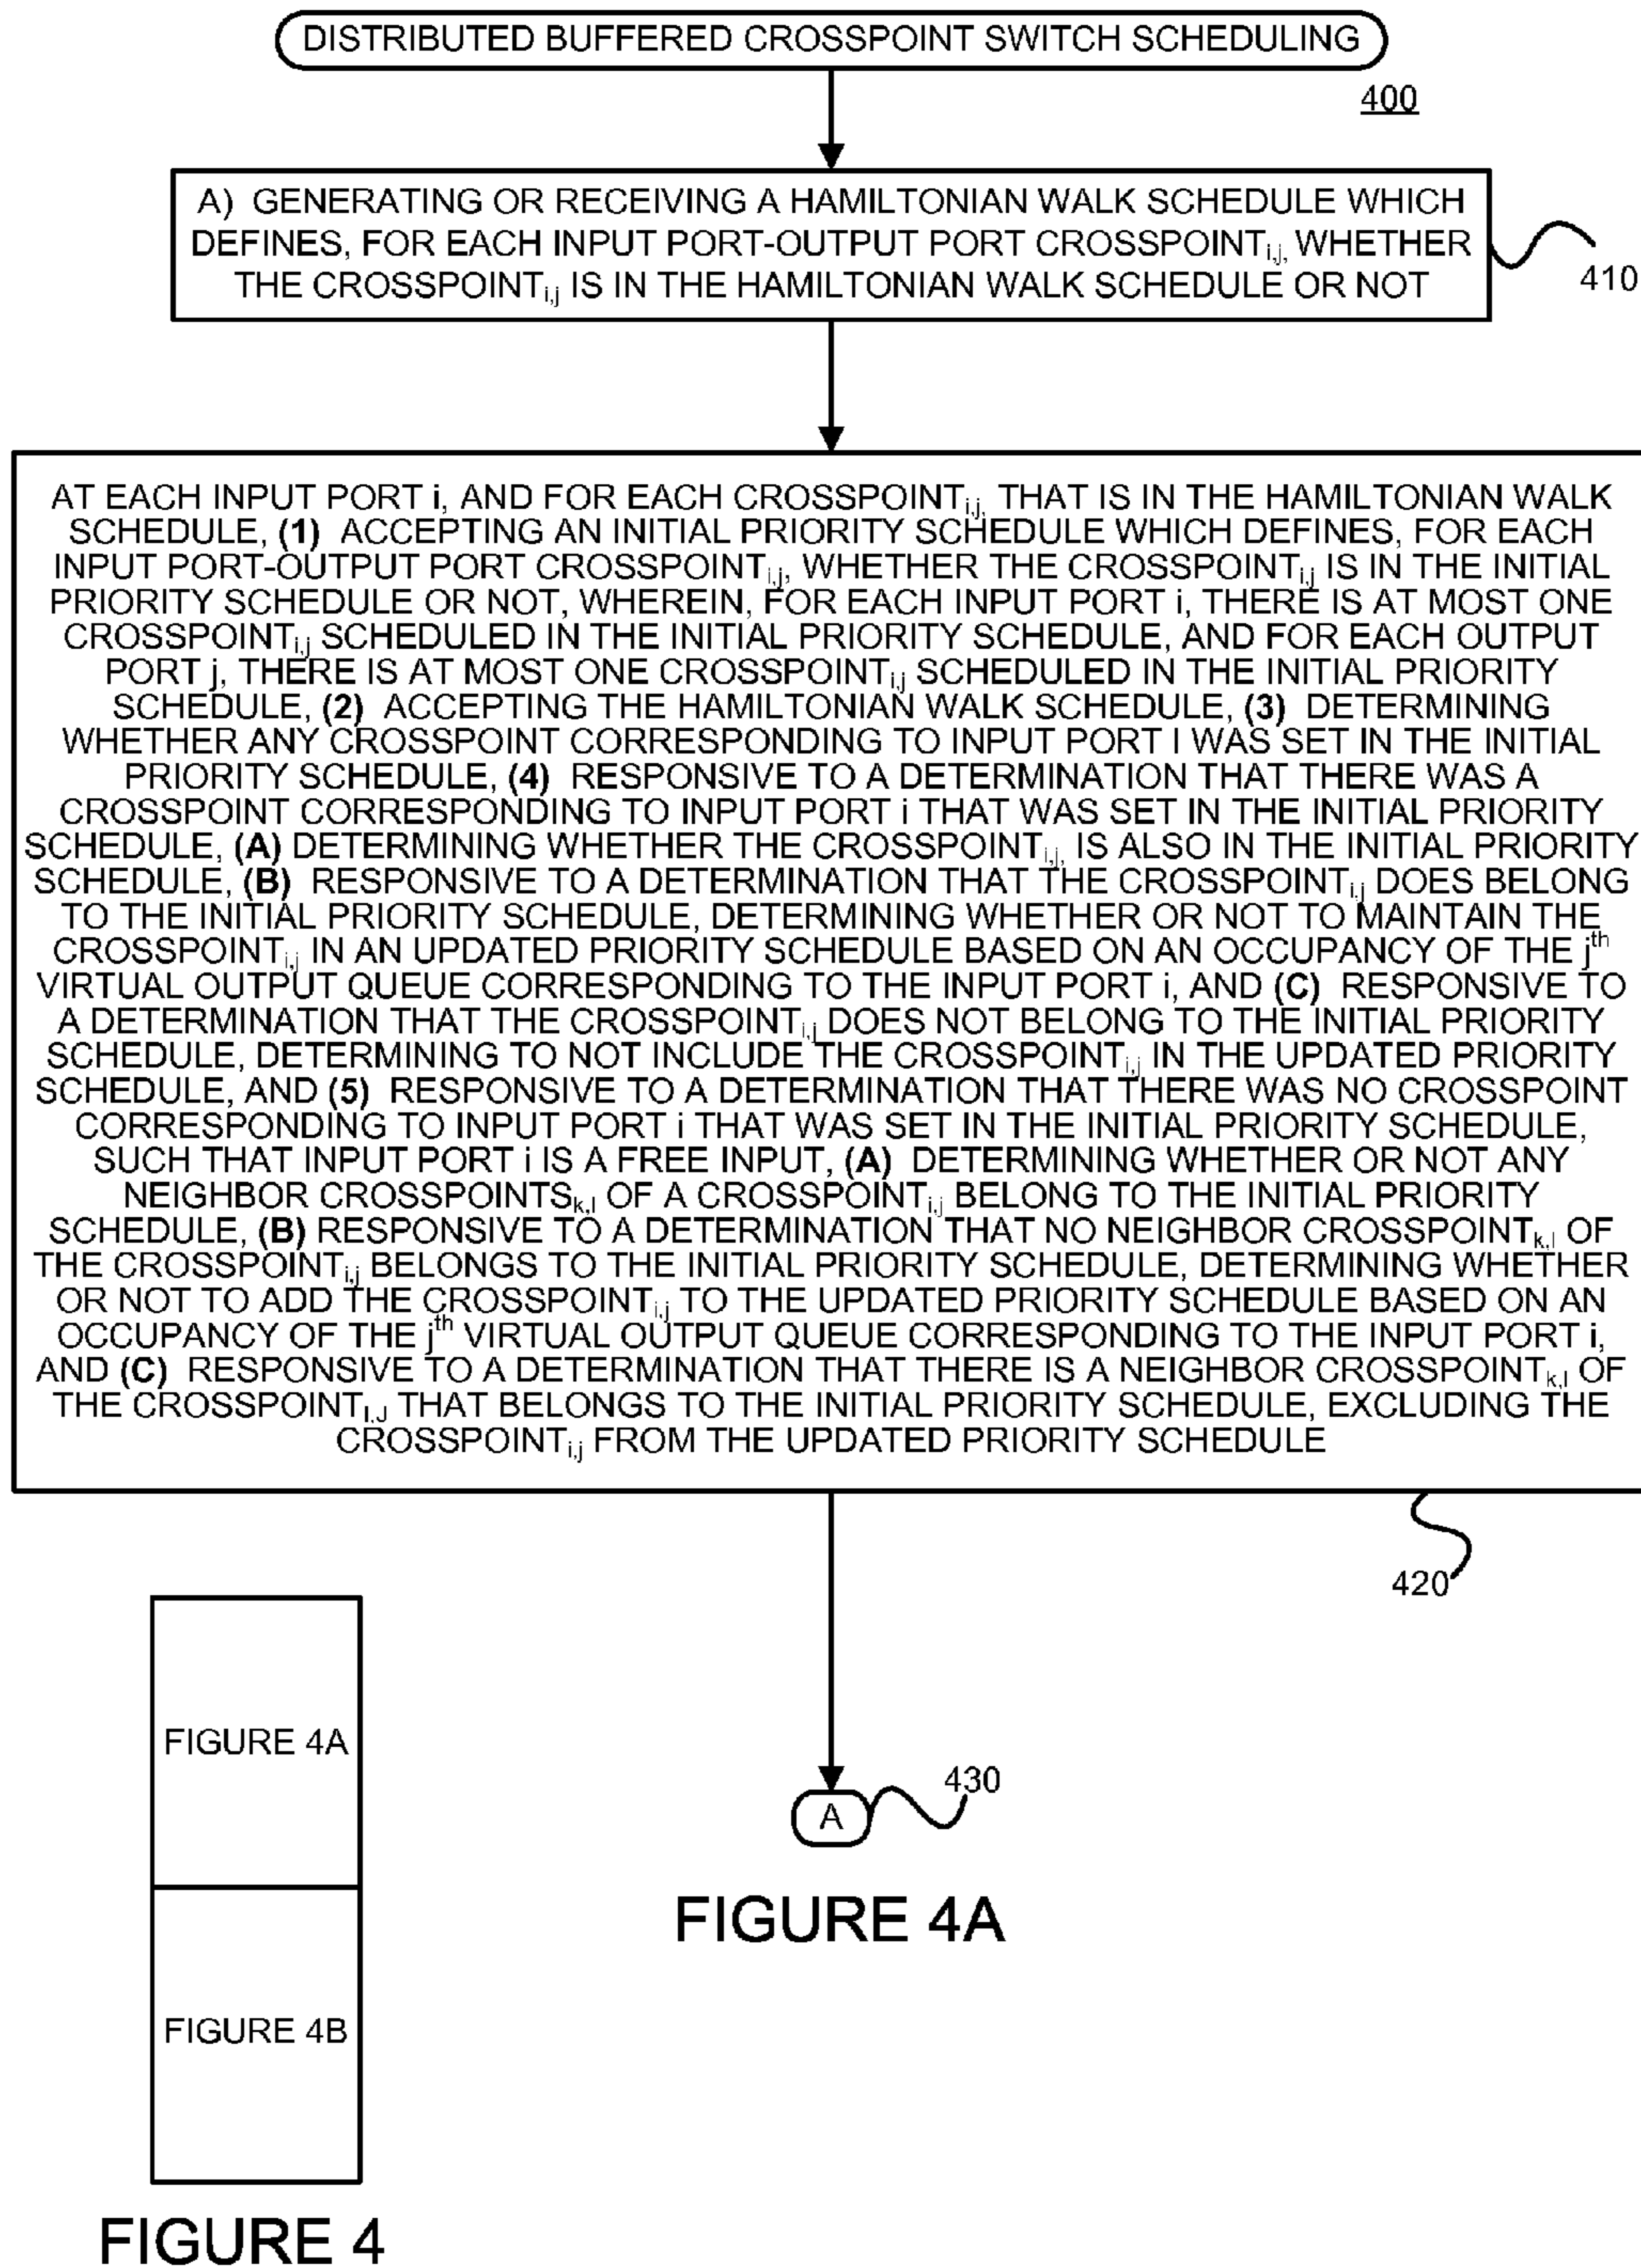 DISTRIBUTED BUFFERED CROSSPOINT SWITCH SCHEDULING
400
A) GENERATING OR RECEIVING A HAMILTONIAN WALK SCHEDULE WHICH
DEFINES, FOR EACH INPUT PORT-OUTPUT PORT CROSSPOINTi,j, WHETHER
THE CROSSPOINTi,j IS IN THE HAMILTONIAN WALK SCHEDULE OR NOT
410
AT EACH INPUT PORT i, AND FOR EACH CROSSPOINTi,j, THAT IS IN THE HAMILTONIAN WALK
SCHEDULE, (1) ACCEPTING AN INITIAL PRIORITY SCHEDULE WHICH DEFINES, FOR EACH
INPUT PORT-OUTPUT PORT CROSSPOINTi,j, WHETHER THE CROSSPOINTi,j IS IN THE INITIAL
PRIORITY SCHEDULE OR NOT, WHEREIN, FOR EACH INPUT PORT i, THERE IS AT MOST ONE
CROSSPOINTi,j SCHEDULED IN THE INITIAL PRIORITY SCHEDULE, AND FOR EACH OUTPUT
PORT j, THERE IS AT MOST ONE CROSSPOINTi,j SCHEDULED IN THE INITIAL PRIORITY
SCHEDULE, (2) ACCEPTING THE HAMILTONIAN WALK SCHEDULE, (3) DETERMINING
WHETHER ANY CROSSPOINT CORRESPONDING TO INPUT PORT I WAS SET IN THE INITIAL
PRIORITY SCHEDULE, (4) RESPONSIVE TO A DETERMINATION THAT THERE WAS A
CROSSPOINT CORRESPONDING TO INPUT PORT i THAT WAS SET IN THE INITIAL PRIORITY
SCHEDULE, (A) DETERMINING WHETHER THE CROSSPOINTi,j, IS ALSO IN THE INITIAL PRIORITY
SCHEDULE, (B) RESPONSIVE TO A DETERMINATION THAT THE CROSSPOINTi,j DOES BELONG
TO THE INITIAL PRIORITY SCHEDULE, DETERMINING WHETHER OR NOT TO MAINTAIN THE
CROSSPOINTi,j IN AN UPDATED PRIORITY SCHEDULE BASED ON AN OCCUPANCY OF THE jth
VIRTUAL OUTPUT QUEUE CORRESPONDING TO THE INPUT PORT i, AND (C) RESPONSIVE TO
A DETERMINATION THAT THE CROSSPOINTi,j DOES NOT BELONG TO THE INITIAL PRIORITY
SCHEDULE, DETERMINING TO NOT INCLUDE THE CROSSPOINTi,j IN THE UPDATED PRIORITY
SCHEDULE, AND (5) RESPONSIVE TO A DETERMINATION THAT THERE WAS NO CROSSPOINT
CORRESPONDING TO INPUT PORT i THAT WAS SET IN THE INITIAL PRIORITY SCHEDULE,
SUCH THAT INPUT PORT i IS A FREE INPUT, (A) DETERMINING WHETHER OR NOT ANY
NEIGHBOR CROSSPOINTSk,l OF A CROSSPOINTi,j BELONG TO THE INITIAL PRIORITY
SCHEDULE, (B) RESPONSIVE TO A DETERMINATION THAT NO NEIGHBOR CROSSPOINTk,l OF
THE CROSSPOINTi,j BELONGS TO THE INITIAL PRIORITY SCHEDULE, DETERMINING WHETHER
OR NOT TO ADD THE CROSSPOINTi,j TO THE UPDATED PRIORITY SCHEDULE BASED ON AN
OCCUPANCY OF THE jth VIRTUAL OUTPUT QUEUE CORRESPONDING TO THE INPUT PORT i,
AND (C) RESPONSIVE TO A DETERMINATION THAT THERE IS A NEIGHBOR CROSSPOINTk,l OF
THE CROSSPOINTI,J THAT BELONGS TO THE INITIAL PRIORITY SCHEDULE, EXCLUDING THE
CROSSPOINTi,j FROM THE UPDATED PRIORITY SCHEDULE
420
430
A
FIGURE 4A
FIGURE 4A
FIGURE 4B
FIGURE 4